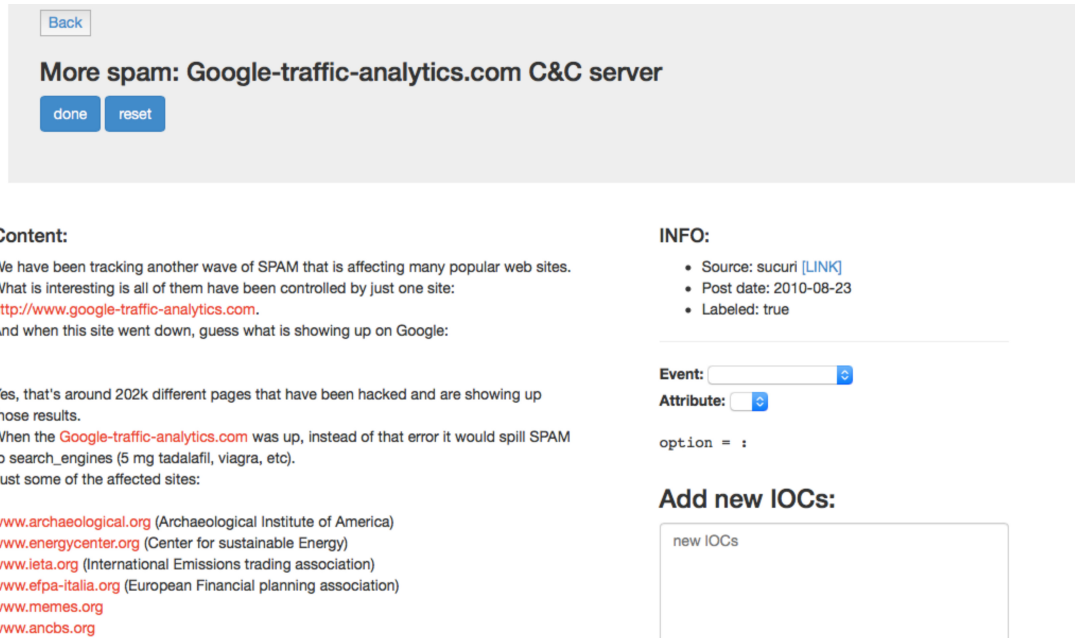 Back
More spam: Google-traffic-analytics.com C&C server
done reset
Content:
We have been tracking another wave of SPAM that is affecting many popular web sites.
What is interesting is all of them have been controlled by just one site:
http://www.google-traffic-analytics.com.
And when this site went down, guess what is showing up on Google:
Yes, that's around 202k different pages that have been hacked and are showing up
those results.
When the Google-traffic-analytics.com was up, instead of that error it would spill SPAM
to search_engines (5 mg tadalafil, viagra, etc).
Just some of the affected sites:
www.archaeological.org (Archaeological Institute of America)
www.energycenter.org (Center for sustainable Energy)
www.ieta.org (International Emissions trading association)
www.efpa-italia.org (European Financial planning association)
www.memes.org
www.ancbs.org
INFO:
• Source: sucuri [LINK]
• Post date: 2010-08-23
• Labeled: true
Event:
Attribute:
option = :
Add new IOCs:
new IOCs